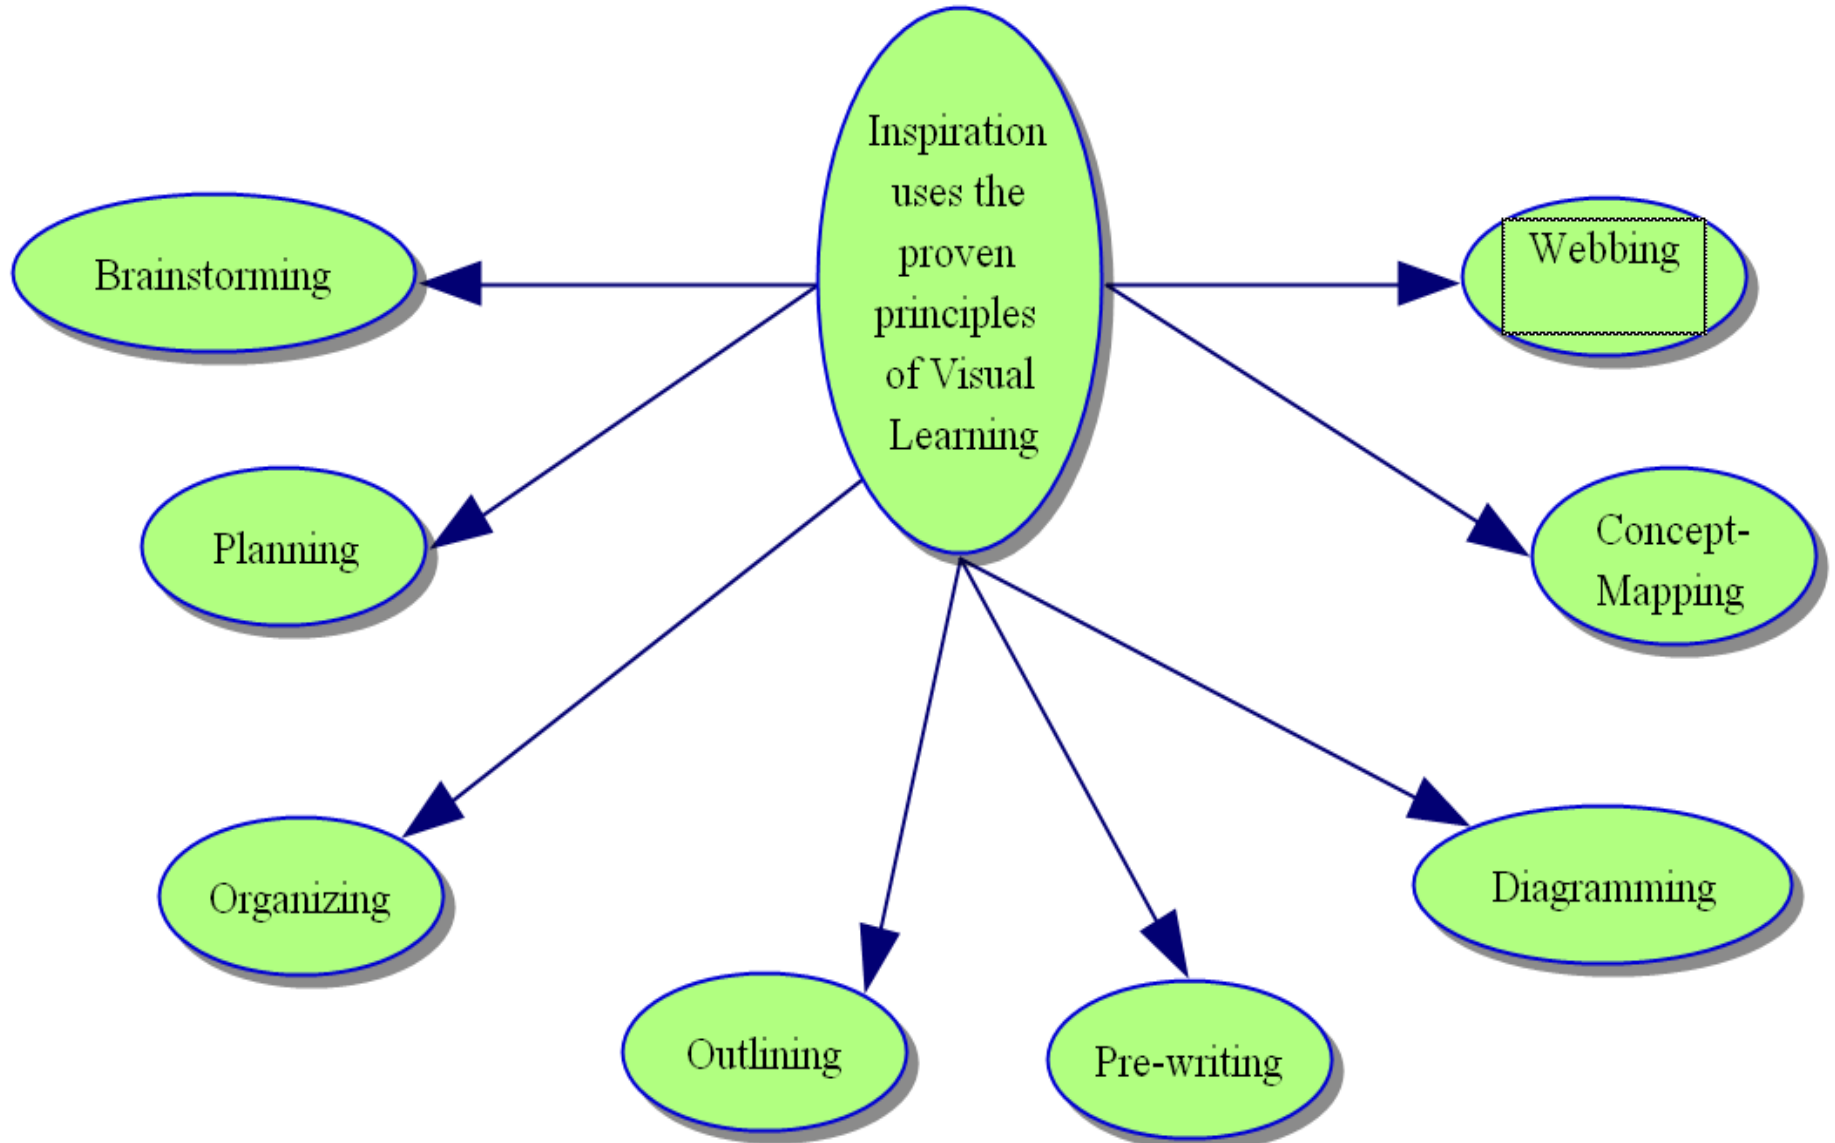 Inspiration
uses the
proven
principles
of Visual
Learning
Brainstorming
Webbing
Planning
Concept-
Mapping
Organizing
Diagramming
Outlining
Pre-writing